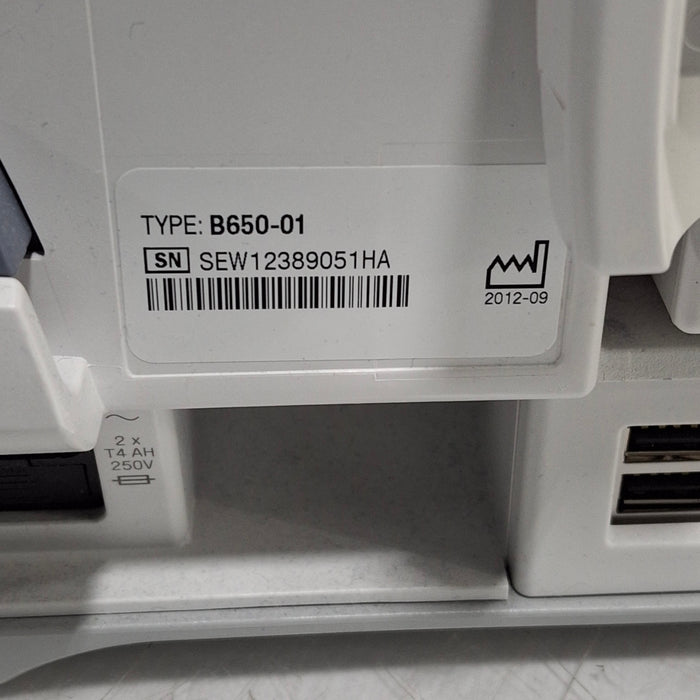 TYPE: B650-01
SN SEW12389051HA
2012-09
2 x
T4 AH
250V